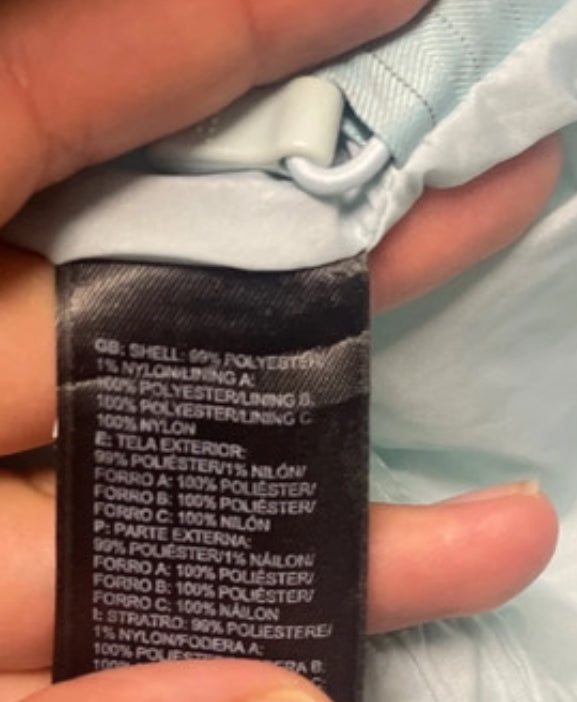 GB: SHELL: 99% POLYESTER/
1% NYLON/LINING A:
100% POLYESTER/LINING B:
100% POLYESTER/LINING C:
100% NYLON
E: TELA EXTERIOR:
99% POLIÉSTER/1% NILÓN/
FORRO A: 100% POLIÉSTER/
FORRO B: 100% POLIÉSTER/
FORRO C: 100% NILÓN
P: PARTE EXTERNA:
99% POLIÉSTER/1% NÁILON/
FORRO A: 100% POLIÉSTER/
FORRO B: 100% POLIÉSTER/
FORRO C: 100% NÁILON
I: STRATRO: 99% POLIESTERE/
1% NYLON/FODERA A:
100% B: